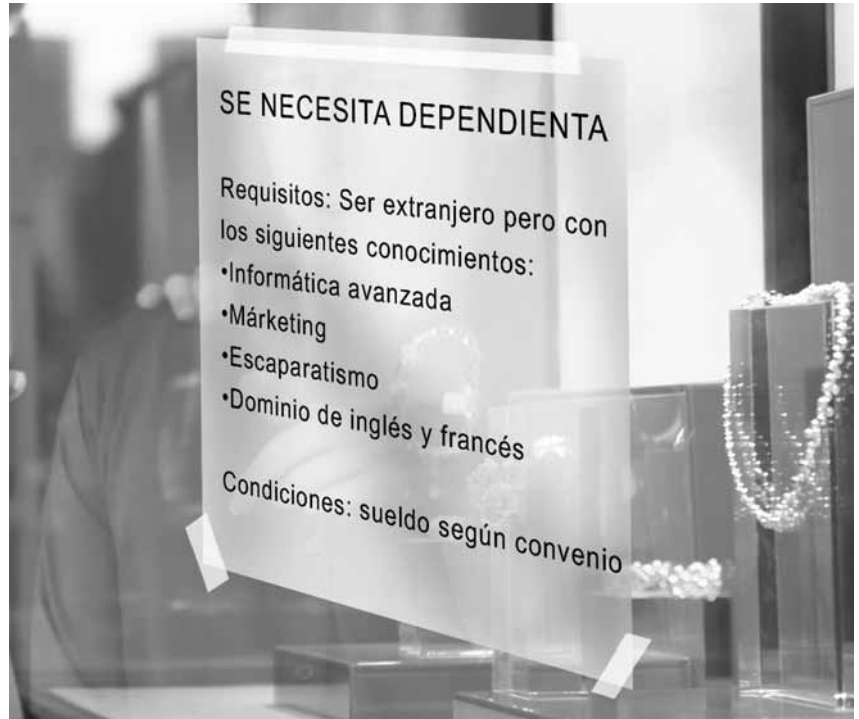 SE NECESITA DEPENDIENTA
Requisitos: Ser extranjero pero con
los siguientes conocimientos:
•Informática avanzada
•Márketing
•Escaparatismo
•Dominio de inglés y francés
Condiciones: sueldo según convenio